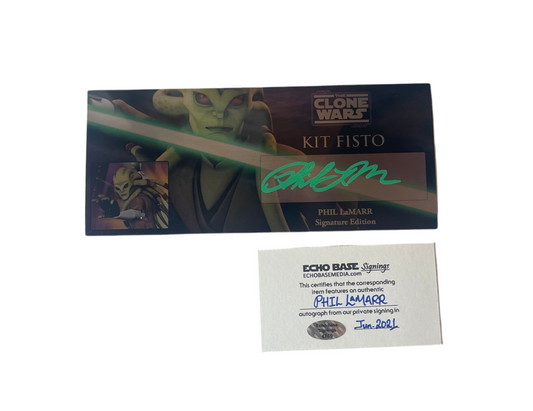 THE
CLONE
WARS
KIT FISTO
PHIL LaMARR
Signature Edition
ECHO BASE Signings
ECHOBASEMEDIA.com
This certifies that the corresponding
item features an authentic
PHIL LaMARR
autograph from our private signing in
Jun. 2021